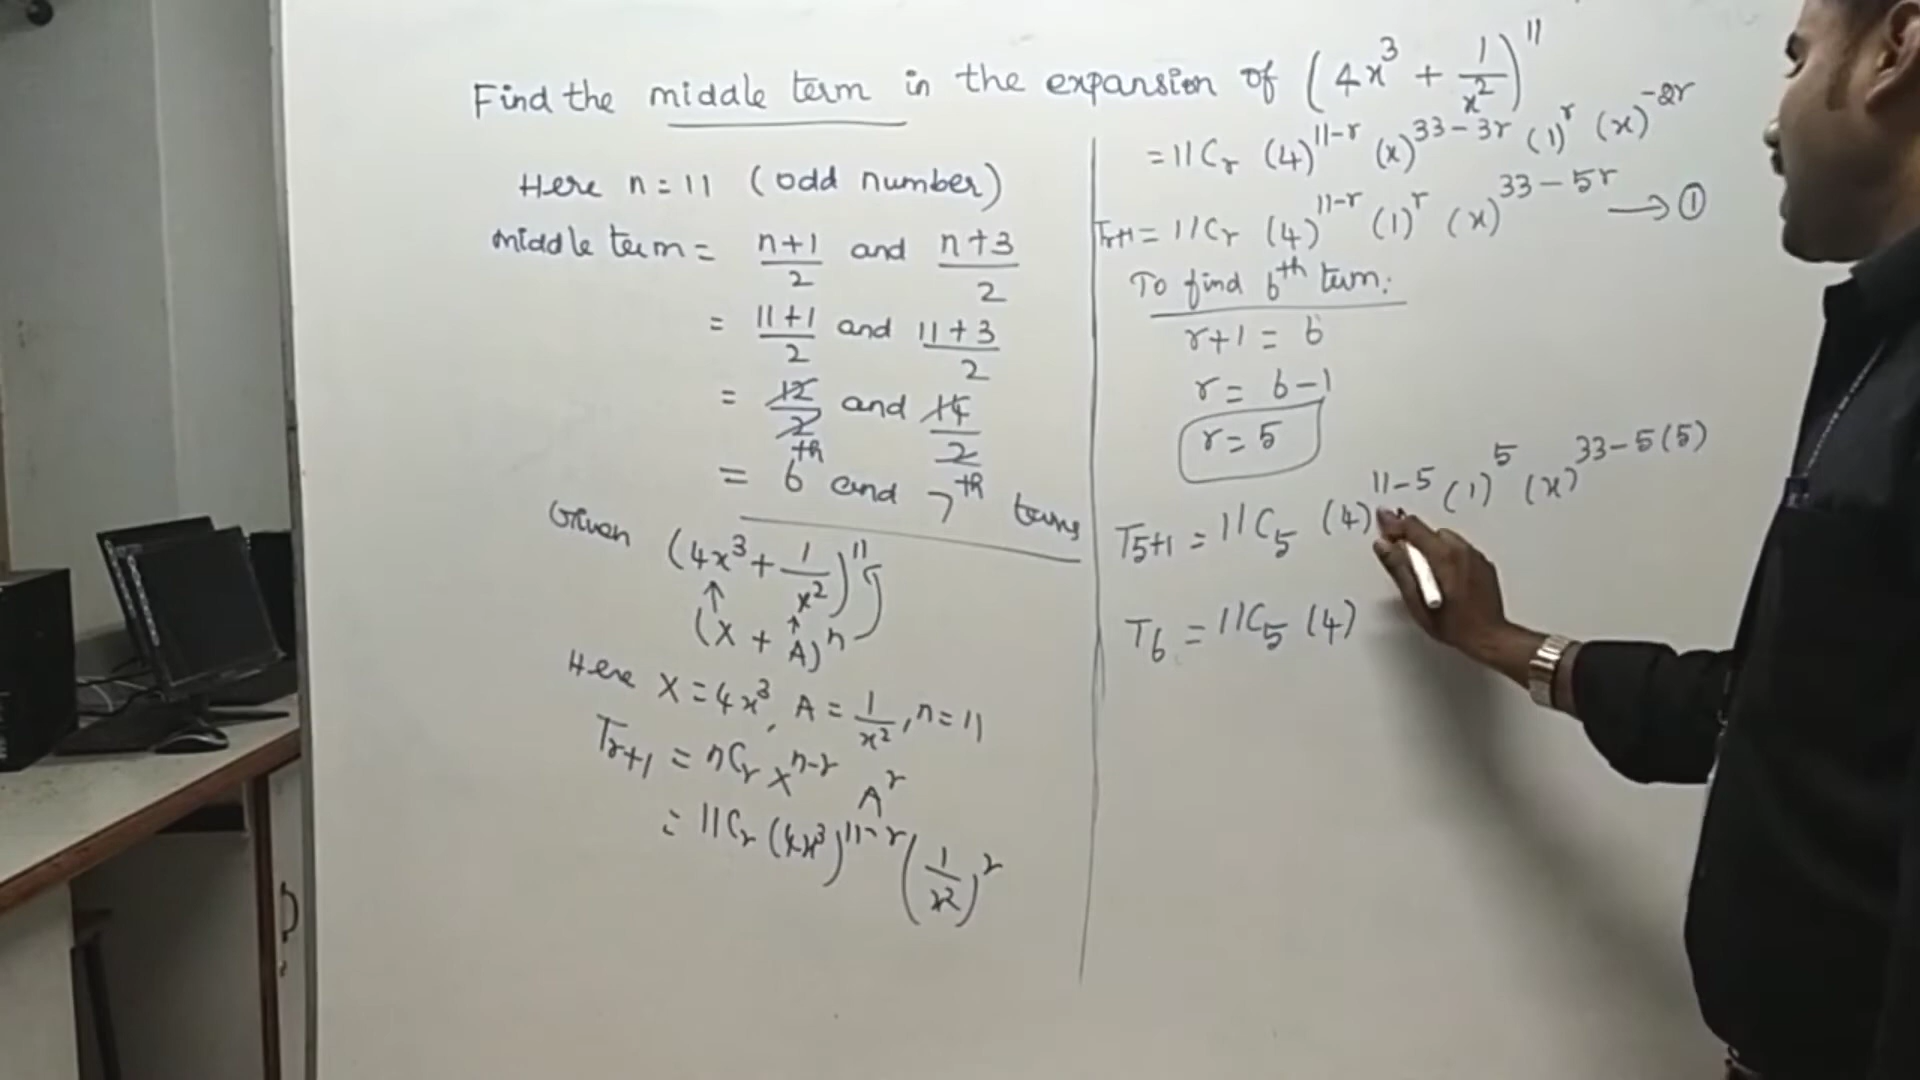 Find the middle term in the expansion of (4x³ + 1/x²)¹¹
Here n = 11 (odd number)
middle term = n+1/2 and n+3/2
= 11+1/2 and 11+3/2
= 12/2 and 14/2
= 6th and 7th terms
Given (4x³ + 1/x²)¹¹
(X + A)ⁿ
Here X = 4x³, A = 1/x², n = 11
Tr+1 = nCr Xⁿ⁻ʳ Aʳ
= 11Cr (4x³)¹¹⁻ʳ (1/x²)ʳ
= 11Cr (4)¹¹⁻ʳ (x)³³⁻³ʳ (1)ʳ (x)⁻²ʳ
Tr+1 = 11Cr (4)¹¹⁻ʳ (1)ʳ (x)³³⁻⁵ʳ → ①
To find 6th term:
r+1 = 6
r = 6-1
r = 5
T5+1 = 11C5 (4)¹¹⁻⁵ (1)⁵ (x)³³⁻⁵⁽⁵⁾
T6 = 11C5 (4)